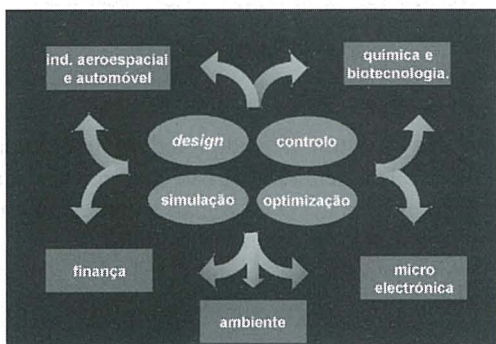 ind. aeroespacial
e automóvel
química e
biotecnologia.
design
controlo
simulação
optimização
finança
micro
electrónica
ambiente